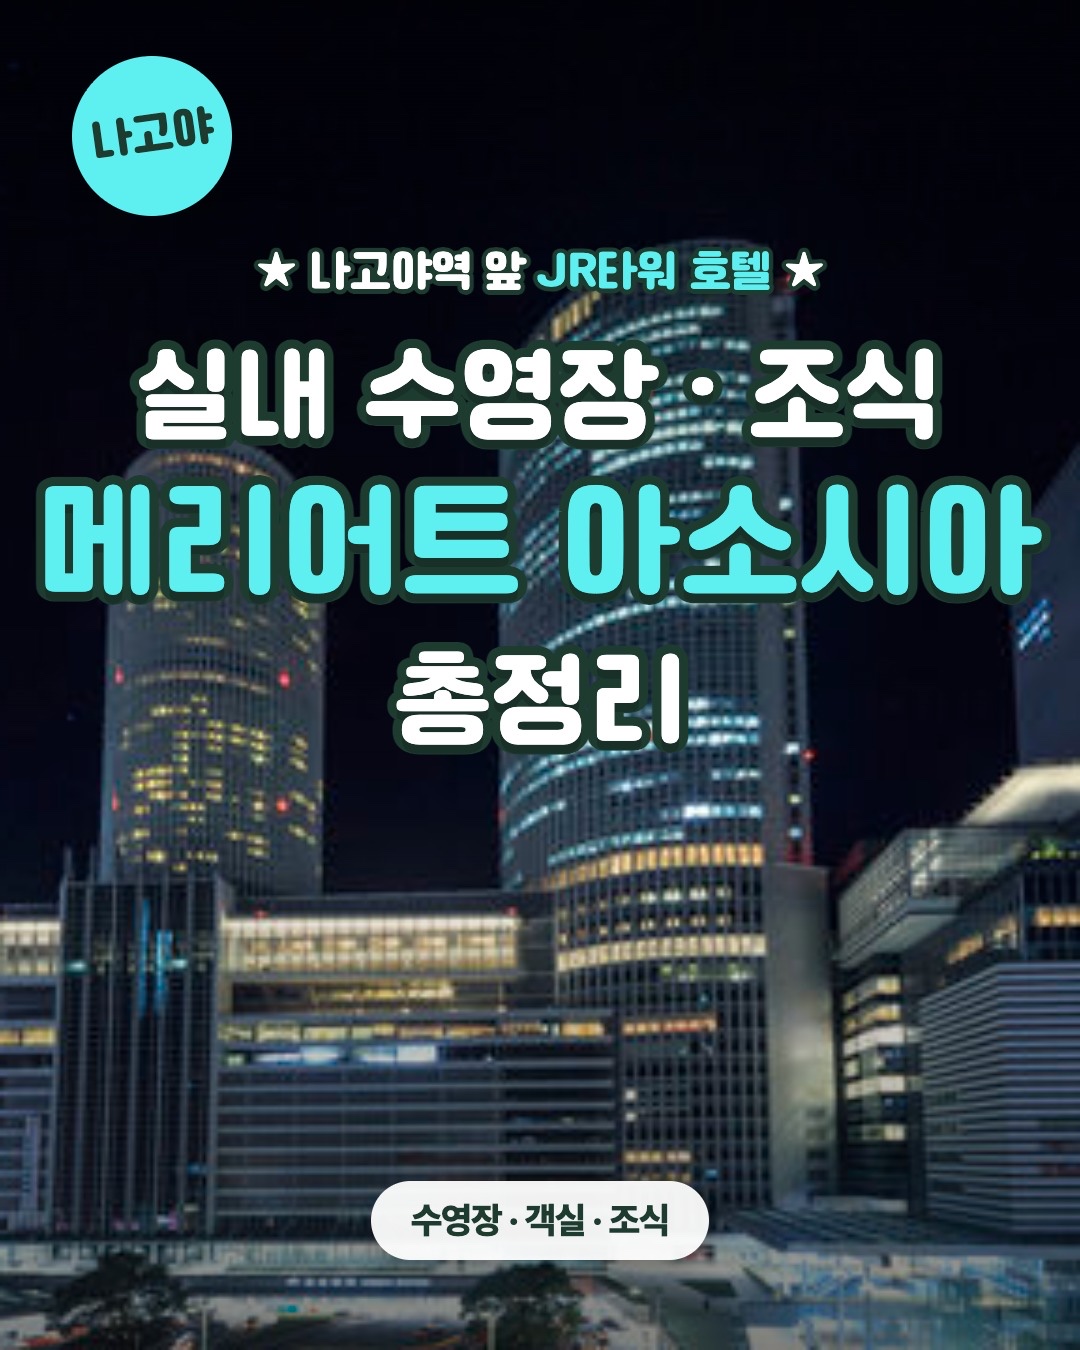 나고야
★ 나고야역 앞 JR타워 호텔 ★
실내 수영장 · 조식
메리어트 아소시아
총정리
수영장 · 객실 · 조식